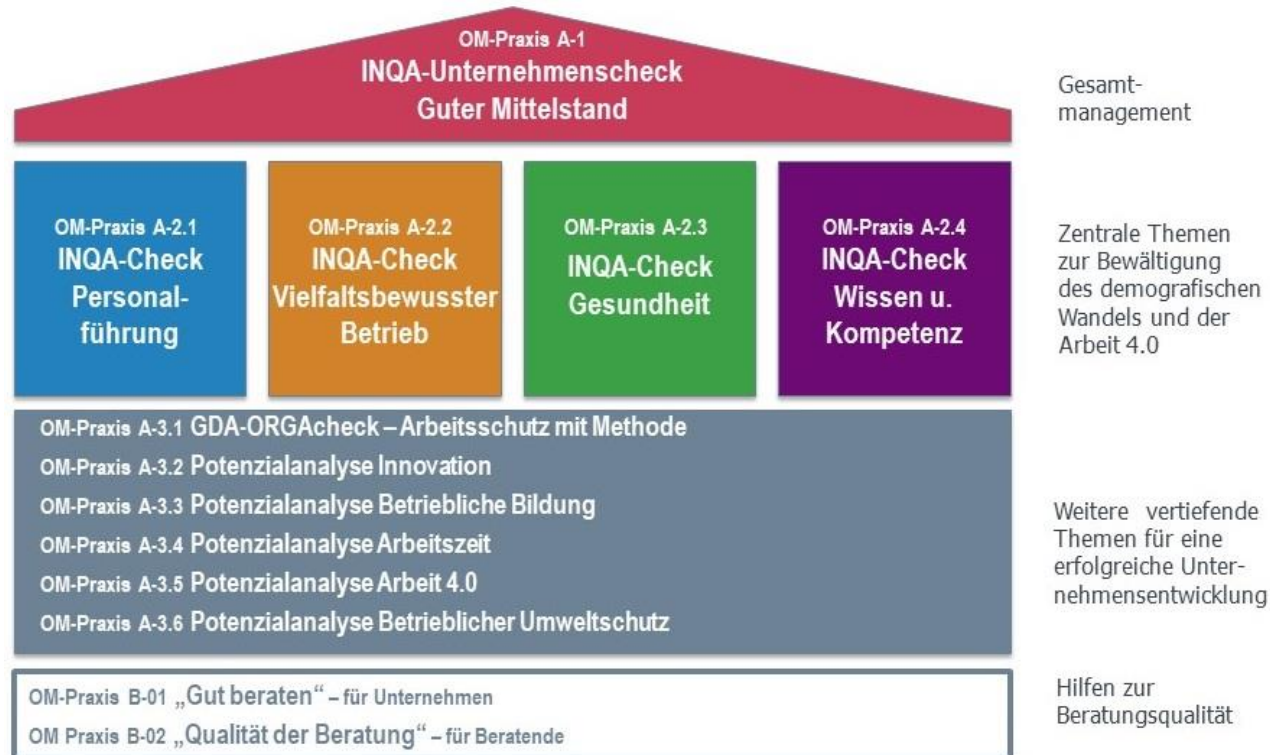 OM-Praxis A-1
INQA-Unternehmenscheck
Guter Mittelstand
Gesamt-
management
OM-Praxis A-2.1
INQA-Check
Personal-
führung
OM-Praxis A-2.2
INQA-Check
Vielfaltsbewusster
Betrieb
OM-Praxis A-2.3
INQA-Check
Gesundheit
OM-Praxis A-2.4
INQA-Check
Wissen u.
Kompetenz
Zentrale Themen
zur Bewältigung
des demografischen
Wandels und der
Arbeit 4.0
OM-Praxis A-3.1 GDA-ORGAcheck – Arbeitsschutz mit Methode
OM-Praxis A-3.2 Potenzialanalyse Innovation
OM-Praxis A-3.3 Potenzialanalyse Betriebliche Bildung
OM-Praxis A-3.4 Potenzialanalyse Arbeitszeit
OM-Praxis A-3.5 Potenzialanalyse Arbeit 4.0
OM-Praxis A-3.6 Potenzialanalyse Betrieblicher Umweltschutz
Weitere vertiefende
Themen für eine
erfolgreiche Unter-
nehmensentwicklung
OM-Praxis B-01 „Gut beraten“ – für Unternehmen
OM Praxis B-02 „Qualität der Beratung“ – für Beratende
Hilfen zur
Beratungsqualität